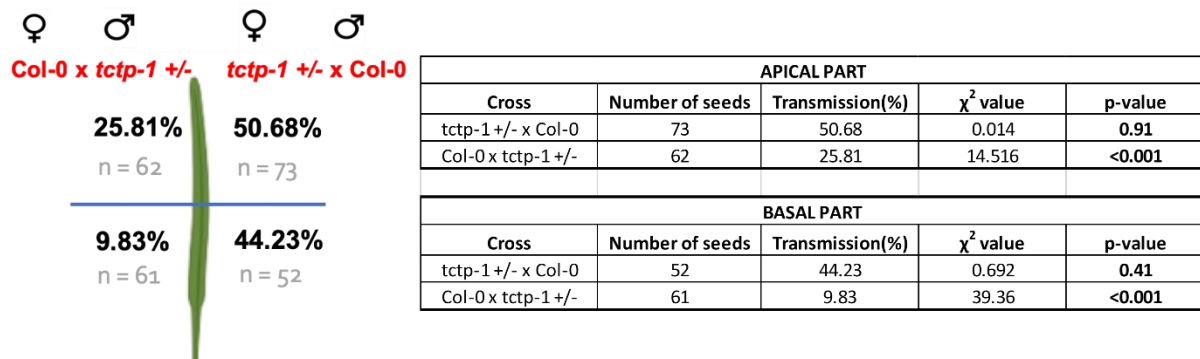 ♀ ♂ ♀ ♂
Col-0 x tctp-1 +/- tctp-1 +/- x Col-0
25.81% 50.68%
n = 62 n = 73
9.83% 44.23%
n = 61 n = 52
APICAL PART
Cross Number of seeds Transmission(%) χ² value p-value
tctp-1 +/- x Col-0 73 50.68 0.014 0.91
Col-0 x tctp-1 +/- 62 25.81 14.516 <0.001
BASAL PART
Cross Number of seeds Transmission(%) χ² value p-value
tctp-1 +/- x Col-0 52 44.23 0.692 0.41
Col-0 x tctp-1 +/- 61 9.83 39.36 <0.001